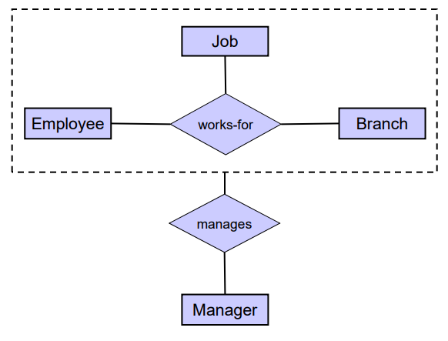 Job
Employee
works-for
Branch
manages
Manager